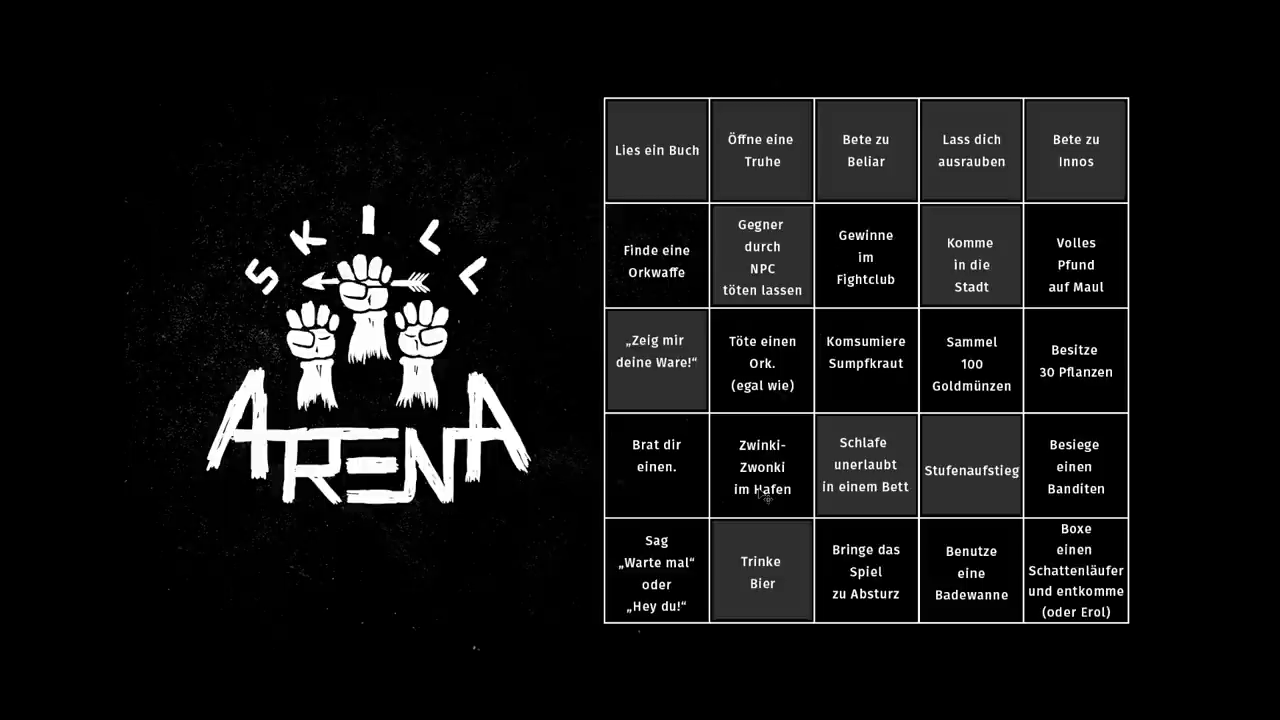 SKILL
ARENA
Lies ein Buch
Öffne eine
Truhe
Bete zu
Beliar
Lass dich
ausrauben
Bete zu
Innos
Finde eine
Orkwaffe
Gegner
durch
NPC
töten lassen
Gewinne
im
Fightclub
Komme
in die
Stadt
Volles
Pfund
auf Maul
„Zeig mir
deine Ware!“
Töte einen
Ork.
(egal wie)
Komsumiere
Sumpfkraut
Sammel
100
Goldmünzen
Besitze
30 Pflanzen
Brat dir
einen.
Zwinki-
Zwonki
im Hafen
Schlafe
unerlaubt
in einem Bett
Stufenaufstieg
Besiege
einen
Banditen
Sag
„Warte mal“
oder
„Hey du!“
Trinke
Bier
Bringe das
Spiel
zu Absturz
Benutze
eine
Badewanne
Boxe
einen
Schattenläufer
und entkomme
(oder Erol)